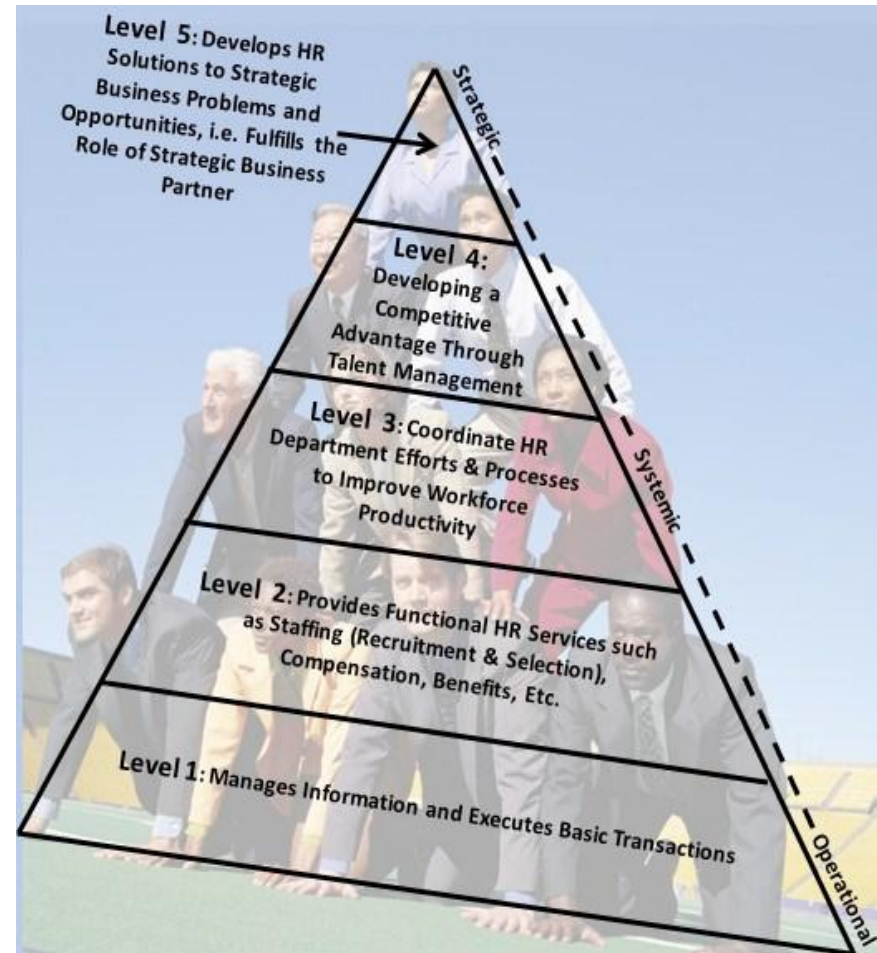 Level 5: Develops HR
Solutions to Strategic
Business Problems and
Opportunities, i.e. Fulfills the
Role of Strategic Business
Partner
Strategic
Level 4:
Developing a
Competitive
Advantage Through
Talent Management
Level 3: Coordinate HR
Department Efforts & Processes
to Improve Workforce
Productivity
Systemic
Level 2: Provides Functional HR Services such
as Staffing (Recruitment & Selection),
Compensation, Benefits, Etc.
Level 1: Manages Information and Executes Basic Transactions
Operational